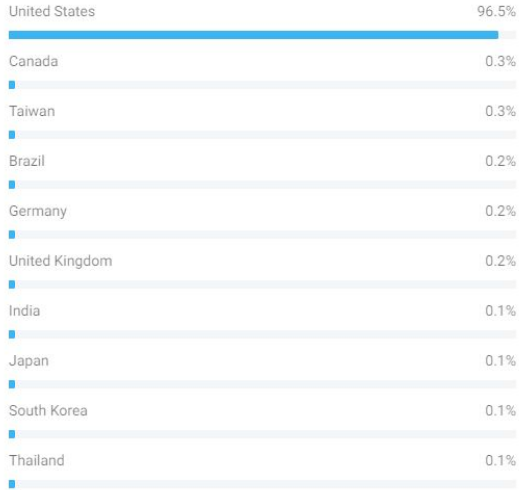 United States 96.5%
Canada 0.3%
Taiwan 0.3%
Brazil 0.2%
Germany 0.2%
United Kingdom 0.2%
India 0.1%
Japan 0.1%
South Korea 0.1%
Thailand 0.1%